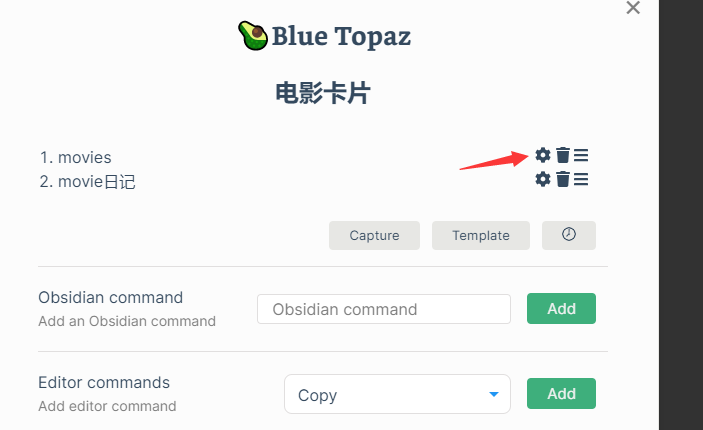 🥑Blue Topaz
电影卡片
1. movies
2. movie日记
Capture Template
Obsidian command
Add an Obsidian command
Obsidian command
Add
Editor commands
Add editor command
Copy
Add